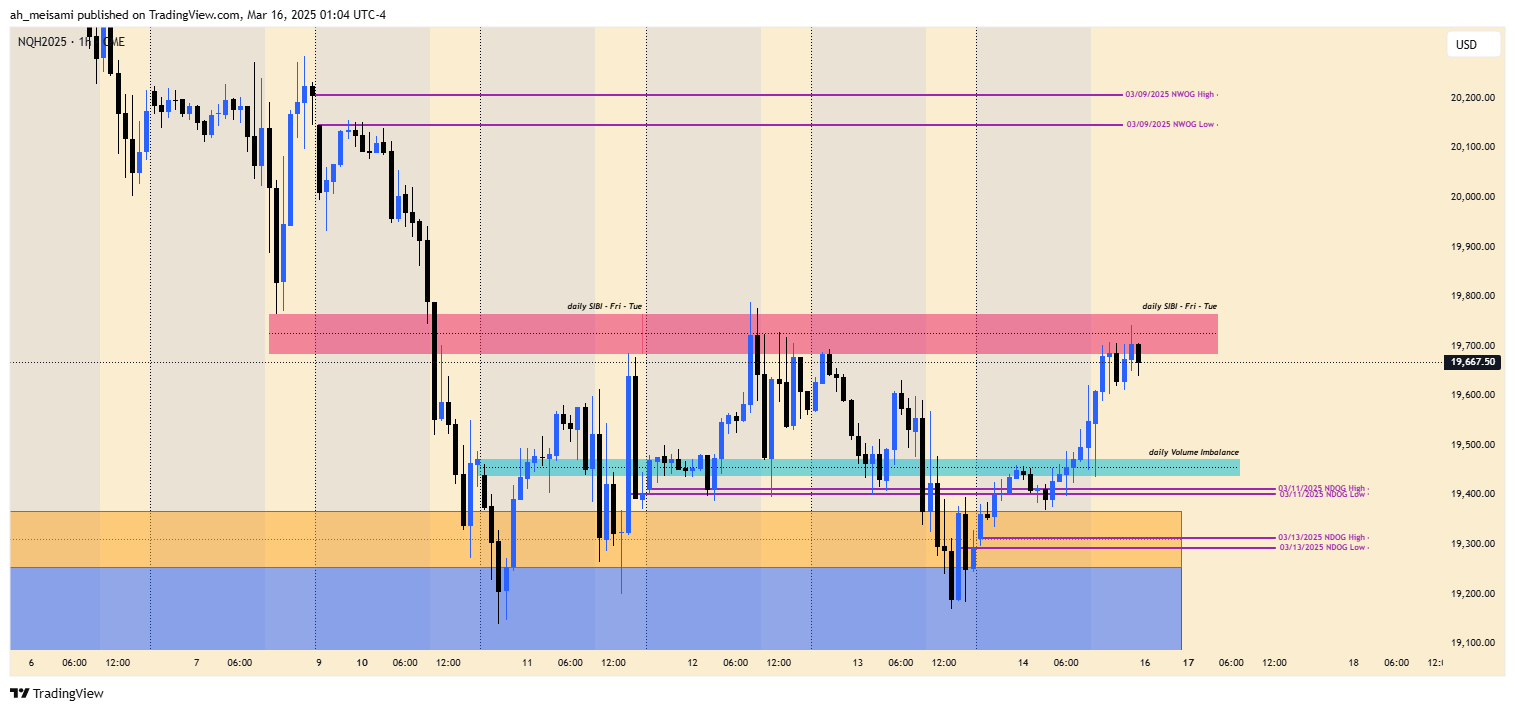 ah_meisami published on TradingView.com, Mar 16, 2025 01:04 UTC-4
NQH2025 · 1h CME
USD
03/09/2025 NWOG High
20,200.00
03/09/2025 NWOG Low
20,100.00
20,000.00
19,900.00
19,800.00
daily SIBI - Fri - Tue
daily SIBI - Fri - Tue
19,700.00
19,667.50
19,600.00
19,500.00
daily Volume Imbalance
03/11/2025 NDOG High
03/11/2025 NDOG Low
19,400.00
03/13/2025 NDOG High
19,300.00
03/13/2025 NDOG Low
19,200.00
19,100.00
6 06:00 12:00 7 06:00 9 10 06:00 12:00 11 06:00 12:00 12 06:00 12:00 13 06:00 12:00 14 06:00 16 17 06:00 12:00 18 06:00
TradingView